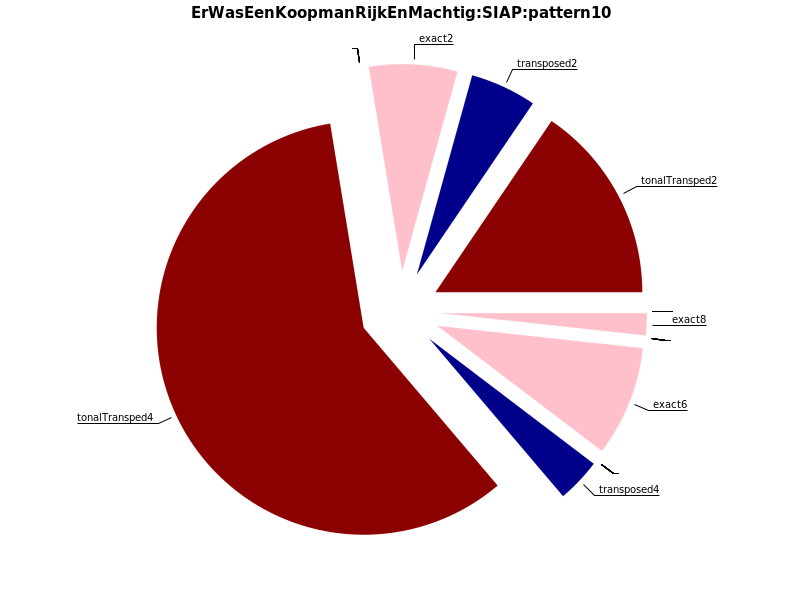 ErWasEenKoopmanRijkEnMachtig:SIAP:pattern10
exact2
transposed2
tonalTransped2
exact8
exact6
tonalTransped4
transposed4